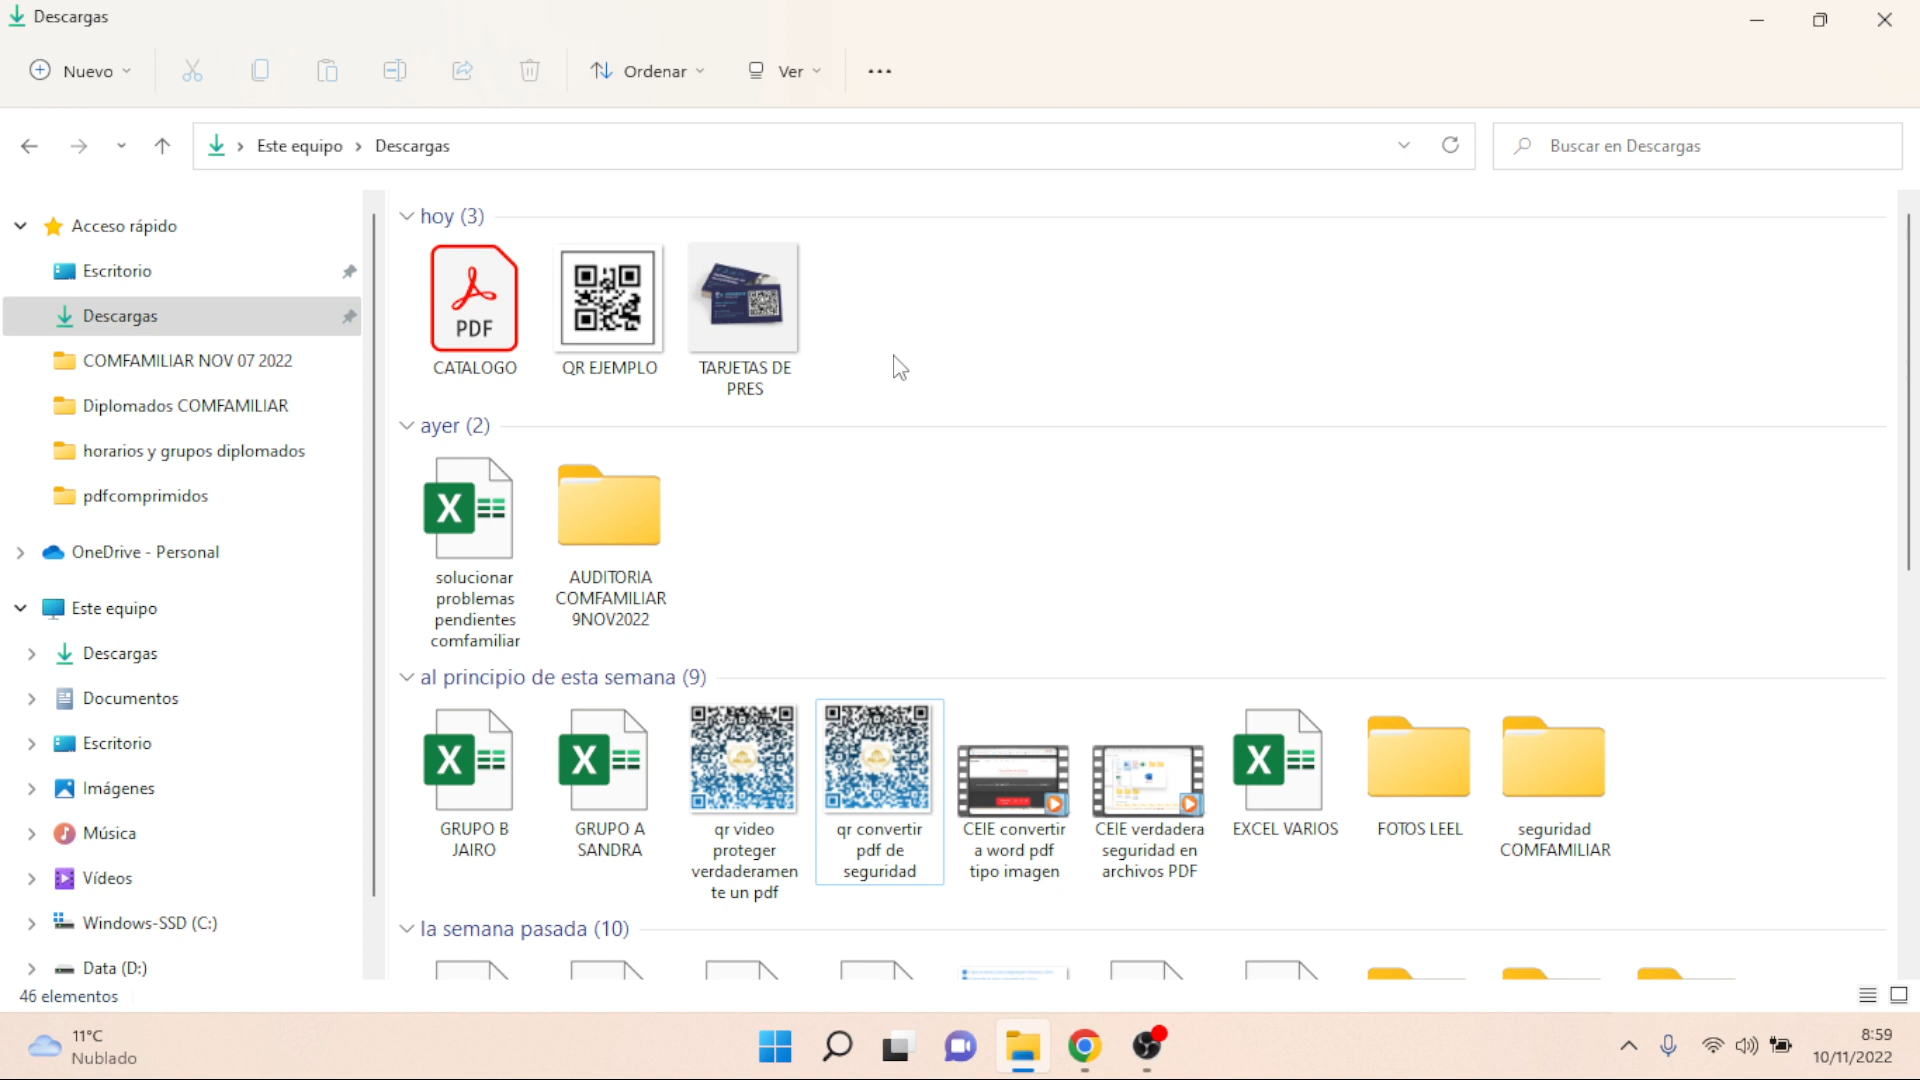 Descargas
Nuevo
Ordenar
Ver
Este equipo
Descargas
Buscar en Descargas
Acceso rápido
Escritorio
Descargas
COMFAMILIAR NOV 07 2022
Diplomados COMFAMILIAR
horarios y grupos diplomados
pdfcomprimidos
OneDrive - Personal
Este equipo
Descargas
Documentos
Escritorio
Imágenes
Música
Vídeos
Windows-SSD (C:)
Data (D:)
hoy (3)
PDF
CATALOGO
QR EJEMPLO
TARJETAS DE
PRES
ayer (2)
solucionar
problemas
pendientes
comfamiliar
AUDITORIA
COMFAMILIAR
9NOV2022
al principio de esta semana (9)
GRUPO B
JAIRO
GRUPO A
SANDRA
qr video
proteger
verdaderamen
te un pdf
qr convertir
pdf de
seguridad
CEIE convertir
a word pdf
tipo imagen
CEIE verdadera
seguridad en
archivos PDF
EXCEL VARIOS
FOTOS LEEL
seguridad
COMFAMILIAR
la semana pasada (10)
46 elementos
11°C
Nublado
8:59
10/11/2022